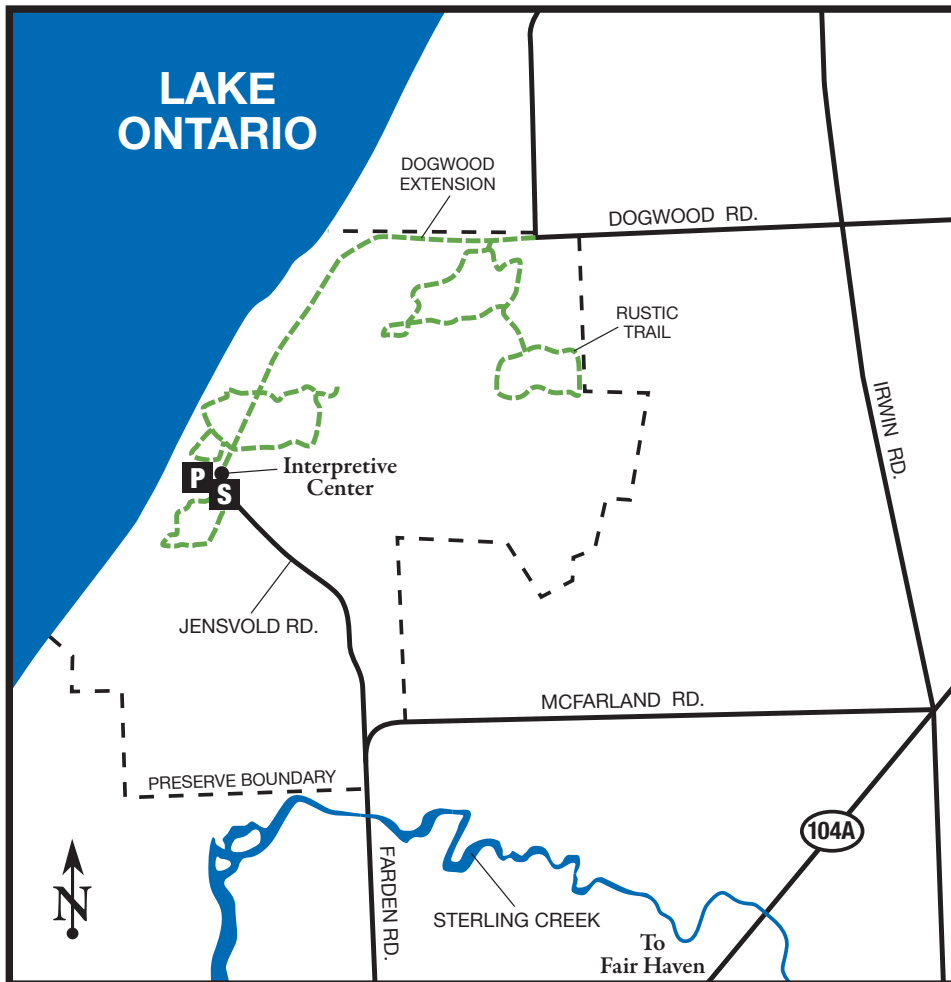 LAKE
ONTARIO
DOGWOOD
EXTENSION
DOGWOOD RD.
RUSTIC
TRAIL
IRWIN RD.
P
S
Interpretive
Center
JENSVOLD RD.
MCFARLAND RD.
PRESERVE BOUNDARY
104A
FARDEN RD.
N
STERLING CREEK
To
Fair Haven